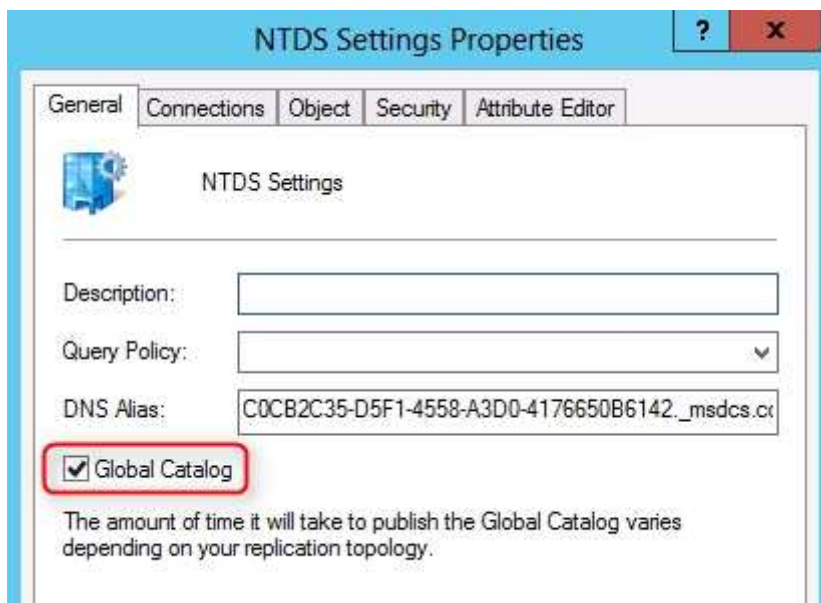 NTDS Settings Properties
?
x
General
Connections
Object
Security
Attribute Editor
NTDS Settings
Description:
Query Policy:
DNS Alias:
C0CB2C35-D5F1-4558-A3D0-4176650B6142._msdcs.cc
Global Catalog
The amount of time it will take to publish the Global Catalog varies
depending on your replication topology.